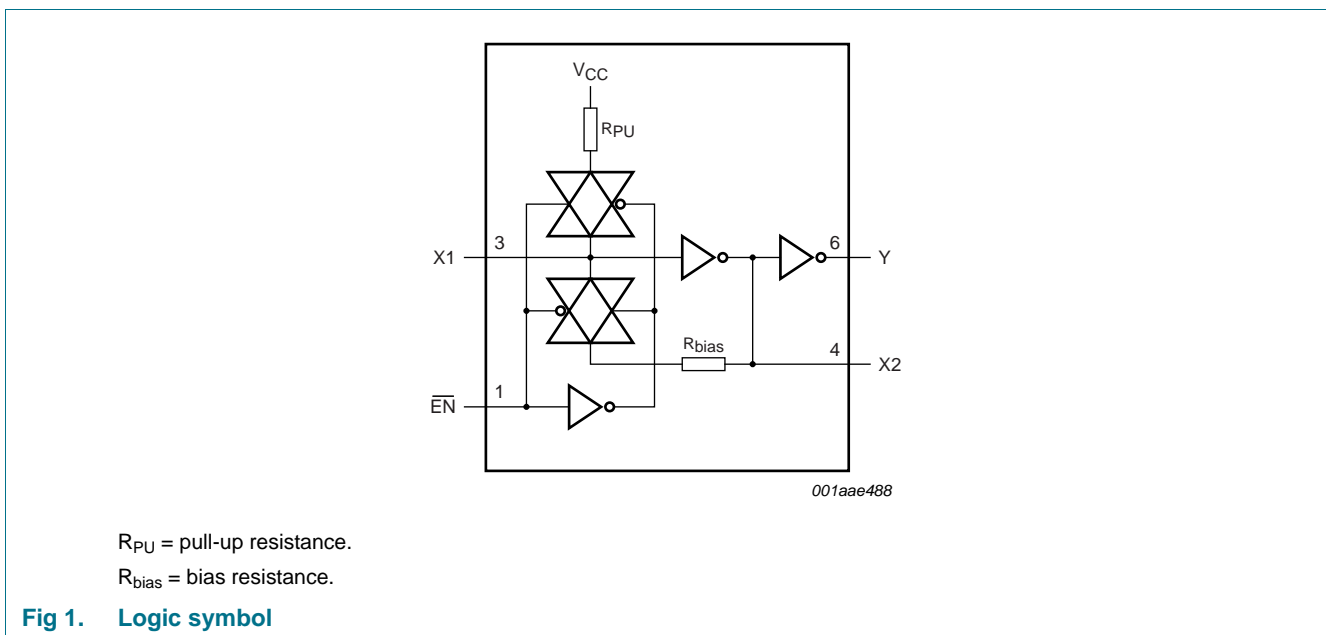 VCC
RPU
X1
3
6
Y
Rbias
4
X2
EN
1
001aae488
RPU = pull-up resistance.
Rbias = bias resistance.
Fig 1. Logic symbol